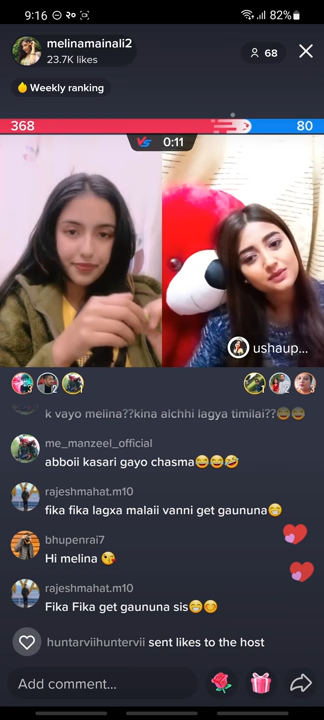 9:16 २० 82%
melinamainali2
23.7K likes
68
Weekly ranking
368 80
VS 0:11
ushaup...
k vayo melina??kina alchhi lagya timilai??😅😅
me_manzeel_official
abboii kasari gayo chasma😂😂🤣
rajeshmahat.m10
fika fika lagxa malaii vanni get gaununa😁
bhupenrai7
Hi melina 😘
rajeshmahat.m10
Fika Fika get gaununa sis😁😊
huntarviihuntervii sent likes to the host
Add comment...